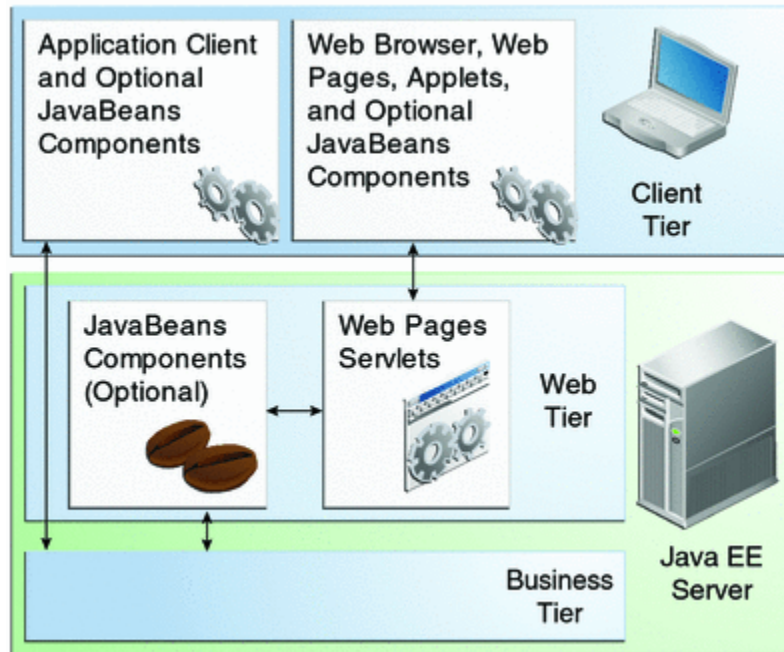 Application Client
and Optional
JavaBeans
Components
Web Browser, Web
Pages, Applets,
and Optional
JavaBeans
Components
Client
Tier
JavaBeans
Components
(Optional)
Web Pages
Servlets
Web
Tier
Java EE
Server
Business
Tier